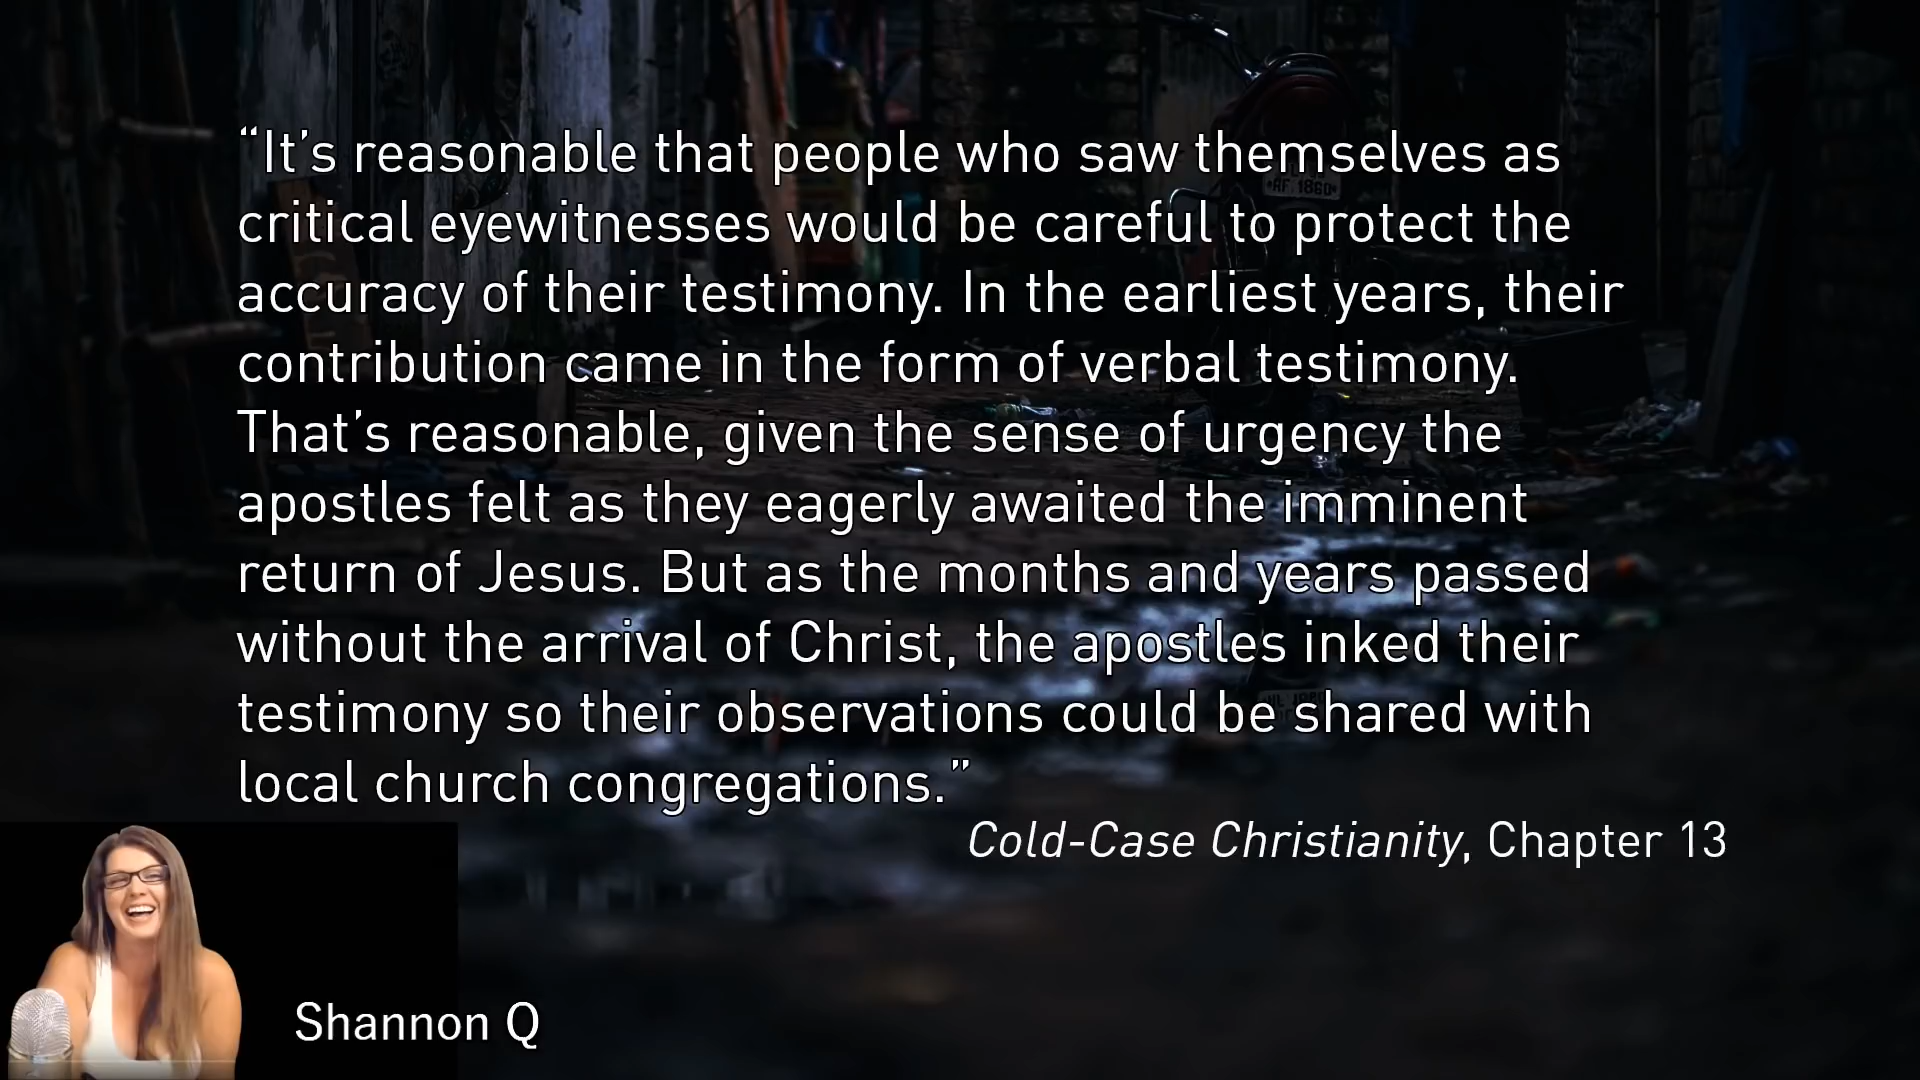 “It’s reasonable that people who saw themselves as
critical eyewitnesses would be careful to protect the
accuracy of their testimony. In the earliest years, their
contribution came in the form of verbal testimony.
That’s reasonable, given the sense of urgency the
apostles felt as they eagerly awaited the imminent
return of Jesus. But as the months and years passed
without the arrival of Christ, the apostles inked their
testimony so their observations could be shared with
local church congregations.”
Cold-Case Christianity, Chapter 13
Shannon Q